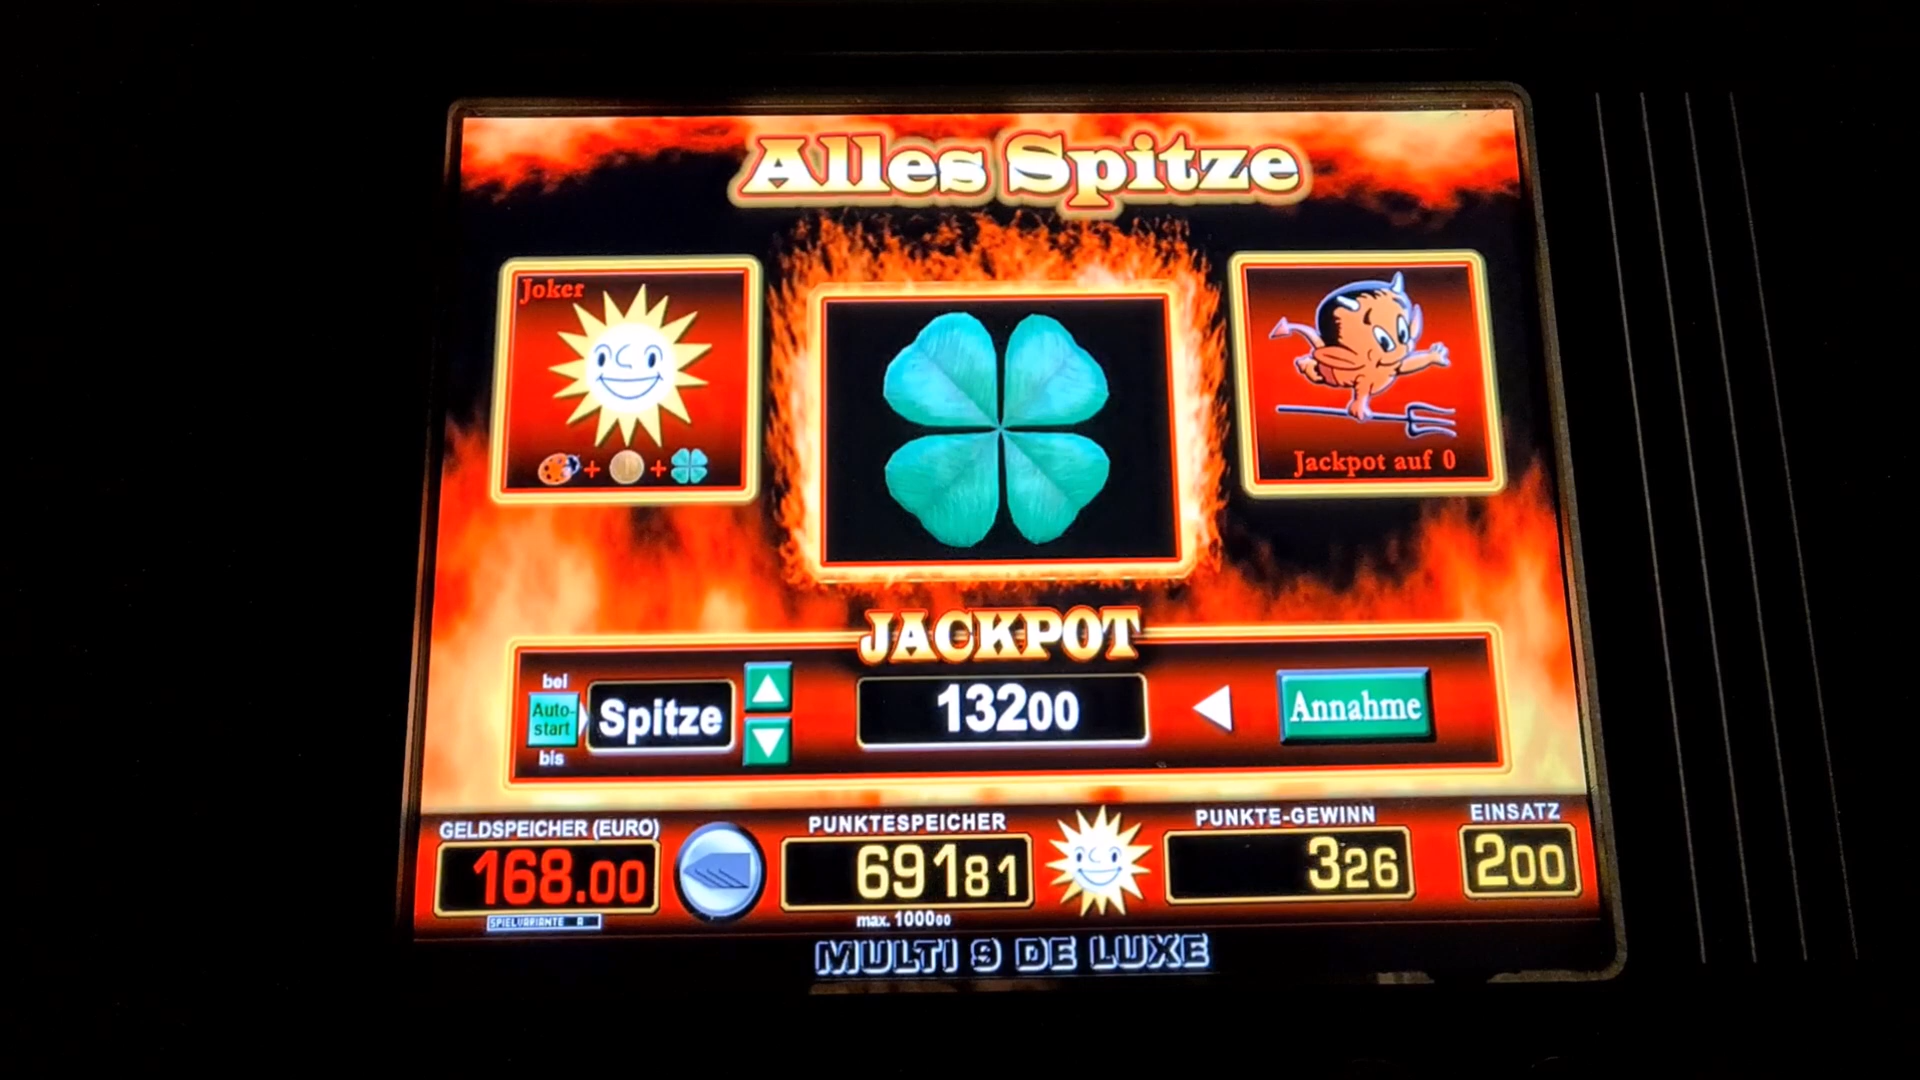 Alles Spitze
Joker
+ +
Jackpot auf 0
JACKPOT
bei
Auto-
start
bis
Spitze
13200
Annahme
GELDSPEICHER (EURO)
168.00
SPIELVARIANTE A
PUNKTESPEICHER
69181
max. 100000
PUNKTE-GEWINN
326
EINSATZ
200
MULTI 9 DE LUXE